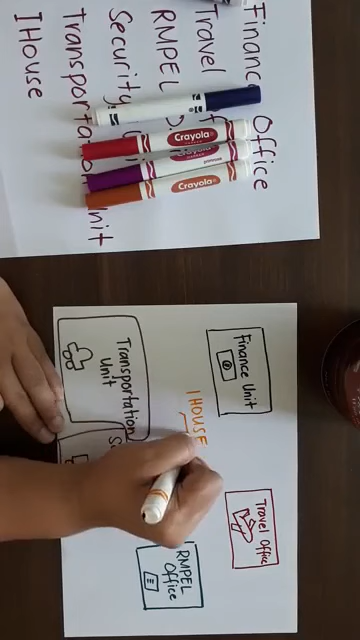 Finance Office
Travel
RMPEL
Security
Transportation Unit
IHouse
Crayola
Crayola
Crayola
Finance Unit
Travel Office
I HOUSE
Transportation
Unit
RMPEL
Office